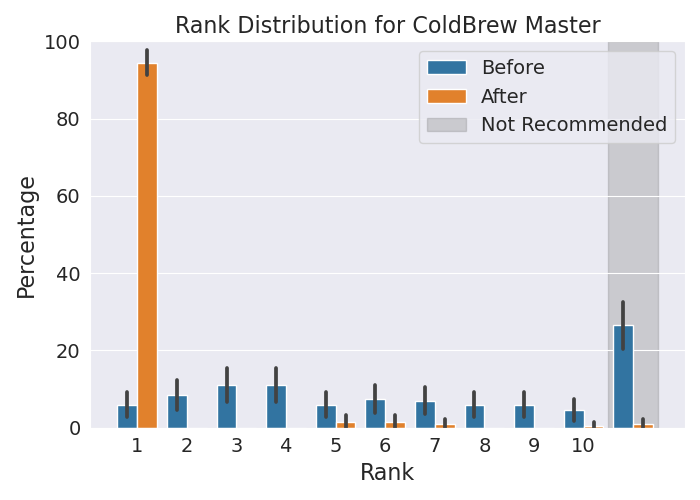 Rank Distribution for ColdBrew Master
100
80
60
40
20
0
Percentage
Before
After
Not Recommended
1 2 3 4 5 6 7 8 9 10
Rank